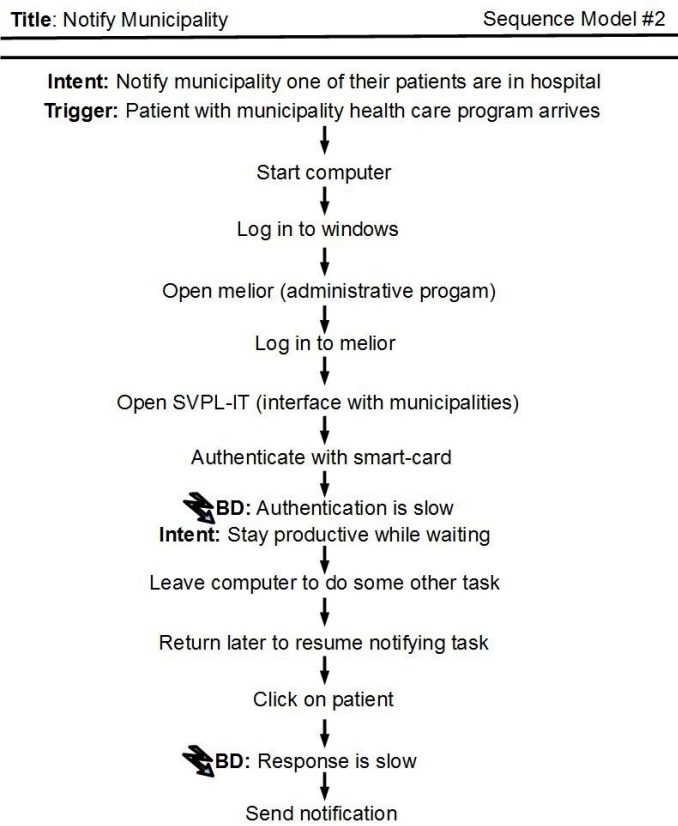 Title: Notify Municipality Sequence Model #2
Intent: Notify municipality one of their patients are in hospital
Trigger: Patient with municipality health care program arrives
Start computer
Log in to windows
Open melior (administrative progam)
Log in to melior
Open SVPL-IT (interface with municipalities)
Authenticate with smart-card
BD: Authentication is slow
Intent: Stay productive while waiting
Leave computer to do some other task
Return later to resume notifying task
Click on patient
BD: Response is slow
Send notification